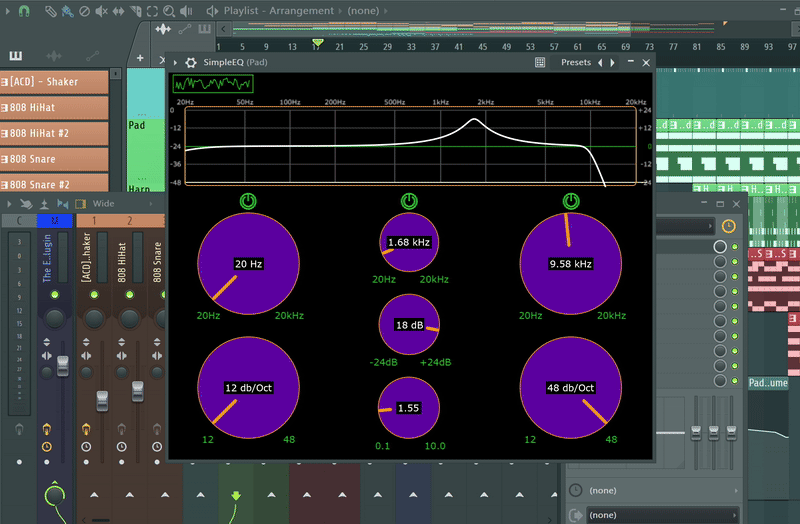 Playlist - Arrangement › (none) ›
1 5 9 13 17 21 25 29 33 37 41 45 49 53 57 61 65 69 73 77 81 85 89 93 97
[ACD] - Shaker
808 HiHat
808 HiHat #2
808 Snare
808 Snare #2
Pad
Harp
SimpleEQ (Pad)
Presets
20Hz 50Hz 100Hz 200Hz 500Hz 1kHz 2kHz 5kHz 10kHz 20kHz
0 +24
-12 +12
-24 0
-36 -12
-48 -24
20 Hz
20Hz 20kHz
1.68 kHz
20Hz 20kHz
9.58 kHz
20Hz 20kHz
18 dB
-24dB +24dB
12 db/Oct
12 48
1.55
0.1 10.0
48 db/Oct
12 48
Wide
C 1 2 3
The E..lugin
[ACD]..haker
808 HiHat
808 Snare
Pad..ume
(none)
(none)